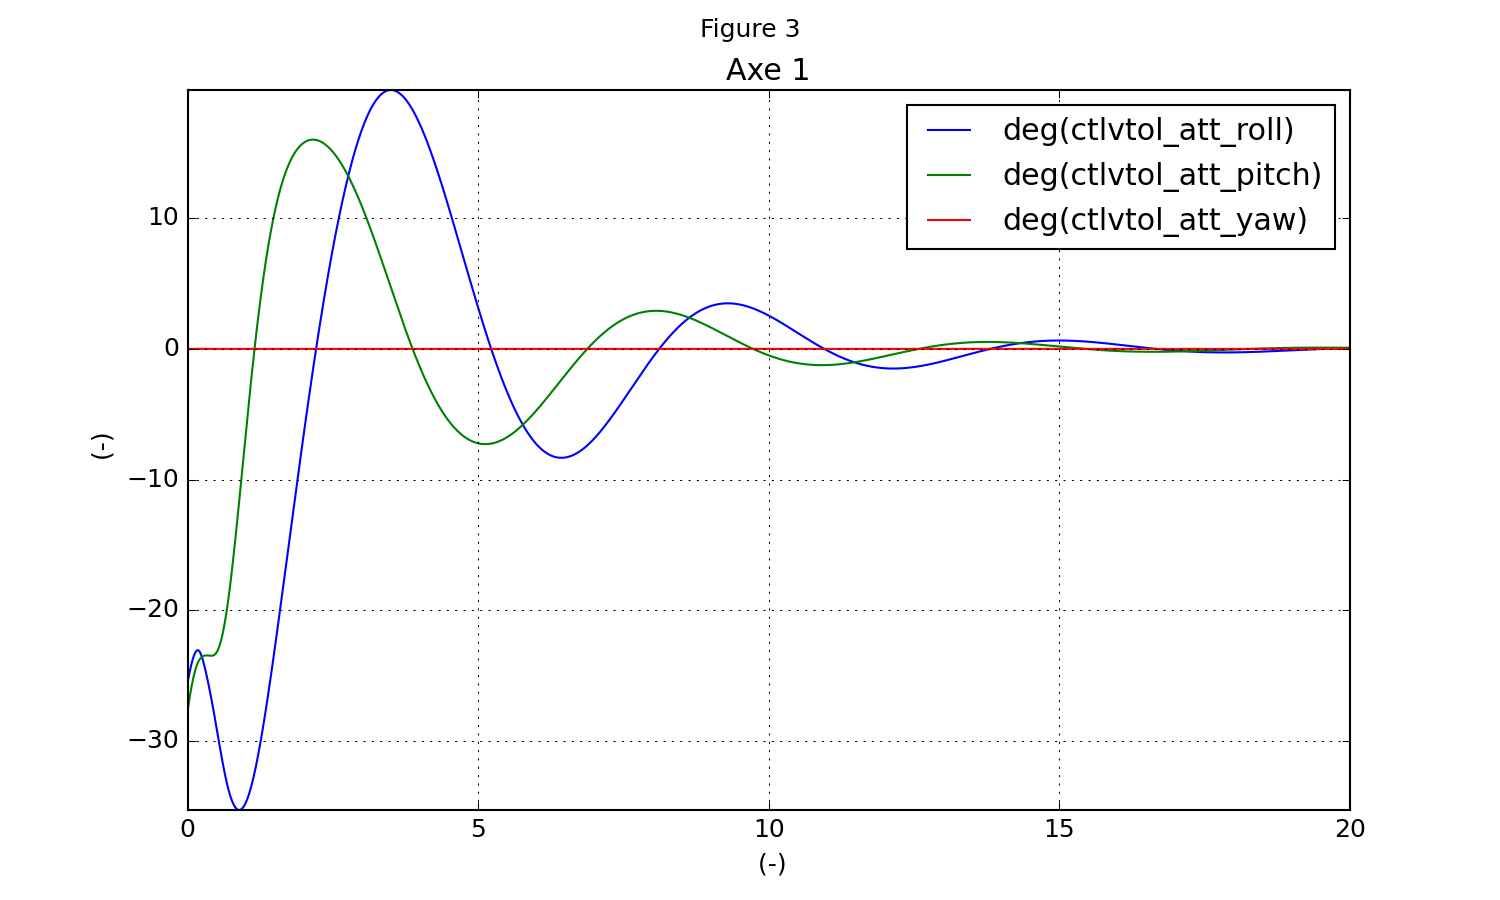 Figure 3
Axe 1
deg(ctlvtol_att_roll)
deg(ctlvtol_att_pitch)
deg(ctlvtol_att_yaw)
10
0
−10
−20
−30
(-)
0 5 10 15 20
(-)